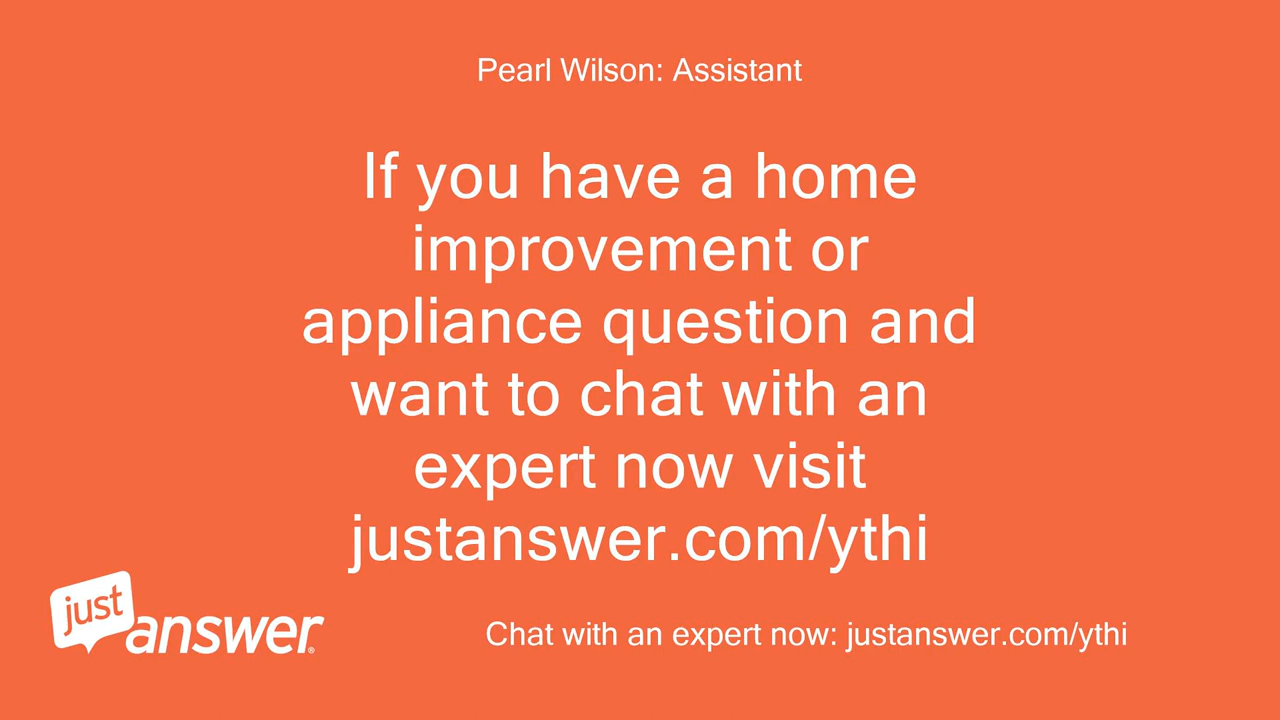 Pearl Wilson: Assistant
If you have a home
improvement or
appliance question and
want to chat with an
expert now visit
justanswer.com/ythi
just
answer®
Chat with an expert now: justanswer.com/ythi